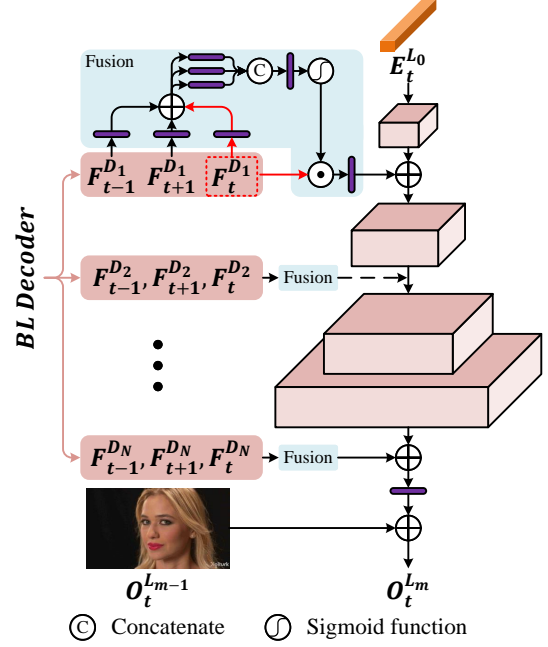 Fusion
C
E_t^{L_0}
F_{t-1}^{D_1} F_{t+1}^{D_1} F_t^{D_1}
BL Decoder
F_{t-1}^{D_2}, F_{t+1}^{D_2}, F_t^{D_2}
Fusion
F_{t-1}^{D_N}, F_{t+1}^{D_N}, F_t^{D_N}
Fusion
O_t^{L_{m-1}}
O_t^{L_m}
C Concatenate
Sigmoid function